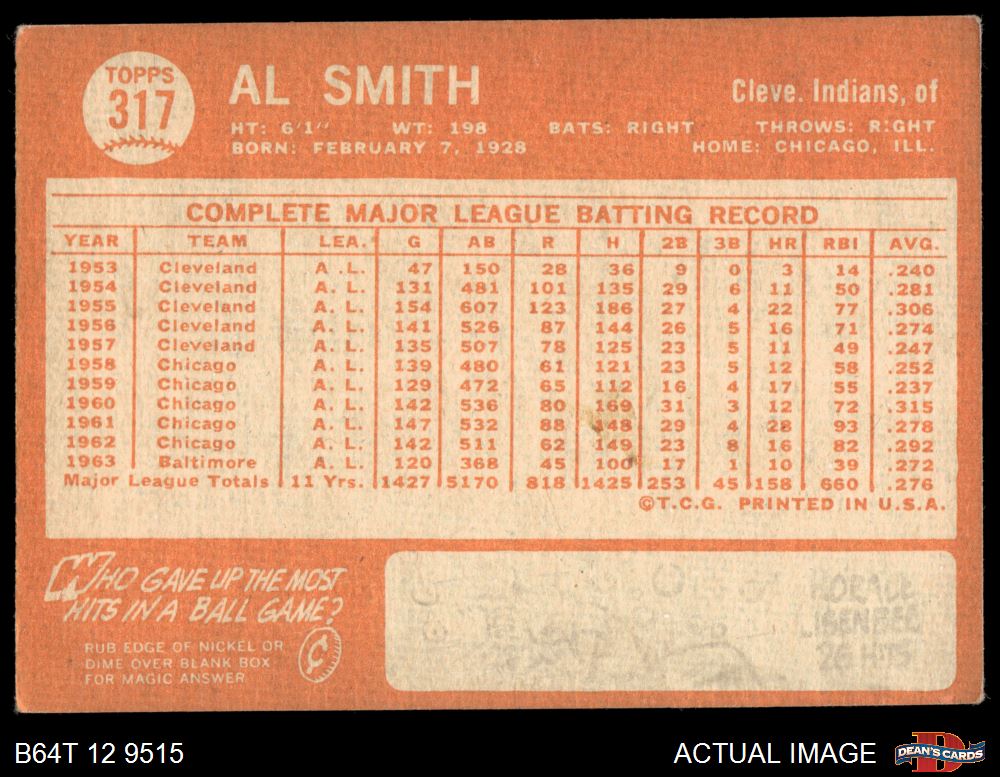 TOPPS
317
AL SMITH
Cleve. Indians, of
HT: 6'1" WT: 198 BATS: RIGHT THROWS: RIGHT
BORN: FEBRUARY 7, 1928 HOME: CHICAGO, ILL.
COMPLETE MAJOR LEAGUE BATTING RECORD
YEAR TEAM LEA. G AB R H 2B 3B HR RBI AVG.
1953 Cleveland A.L. 47 150 28 36 9 0 3 14 .240
1954 Cleveland A. L. 131 481 101 135 29 6 11 50 .281
1955 Cleveland A. L. 154 607 123 186 27 4 22 77 .306
1956 Cleveland A. L. 141 526 87 144 26 5 16 71 .274
1957 Cleveland A. L. 135 507 78 125 23 5 11 49 .247
1958 Chicago A. L. 139 480 61 121 23 5 12 58 .252
1959 Chicago A. L. 129 472 65 112 16 4 17 55 .237
1960 Chicago A. L. 142 536 80 169 31 3 12 72 .315
1961 Chicago A. L. 147 532 88 148 29 4 28 93 .278
1962 Chicago A. L. 142 511 62 149 23 8 16 82 .292
1963 Baltimore A. L. 120 368 45 100 17 1 10 39 .272
Major League Totals 11 Yrs. 1427 5170 818 1425 253 45 158 660 .276
©T.C.G. PRINTED IN U.S.A.
WHO GAVE UP THE MOST
HITS IN A BALL GAME?
RUB EDGE OF NICKEL OR
DIME OVER BLANK BOX
FOR MAGIC ANSWER
¢
HORACE
LISENBEE
26 HITS
B64T 12 9515
ACTUAL IMAGE
DEAN'S CARDS